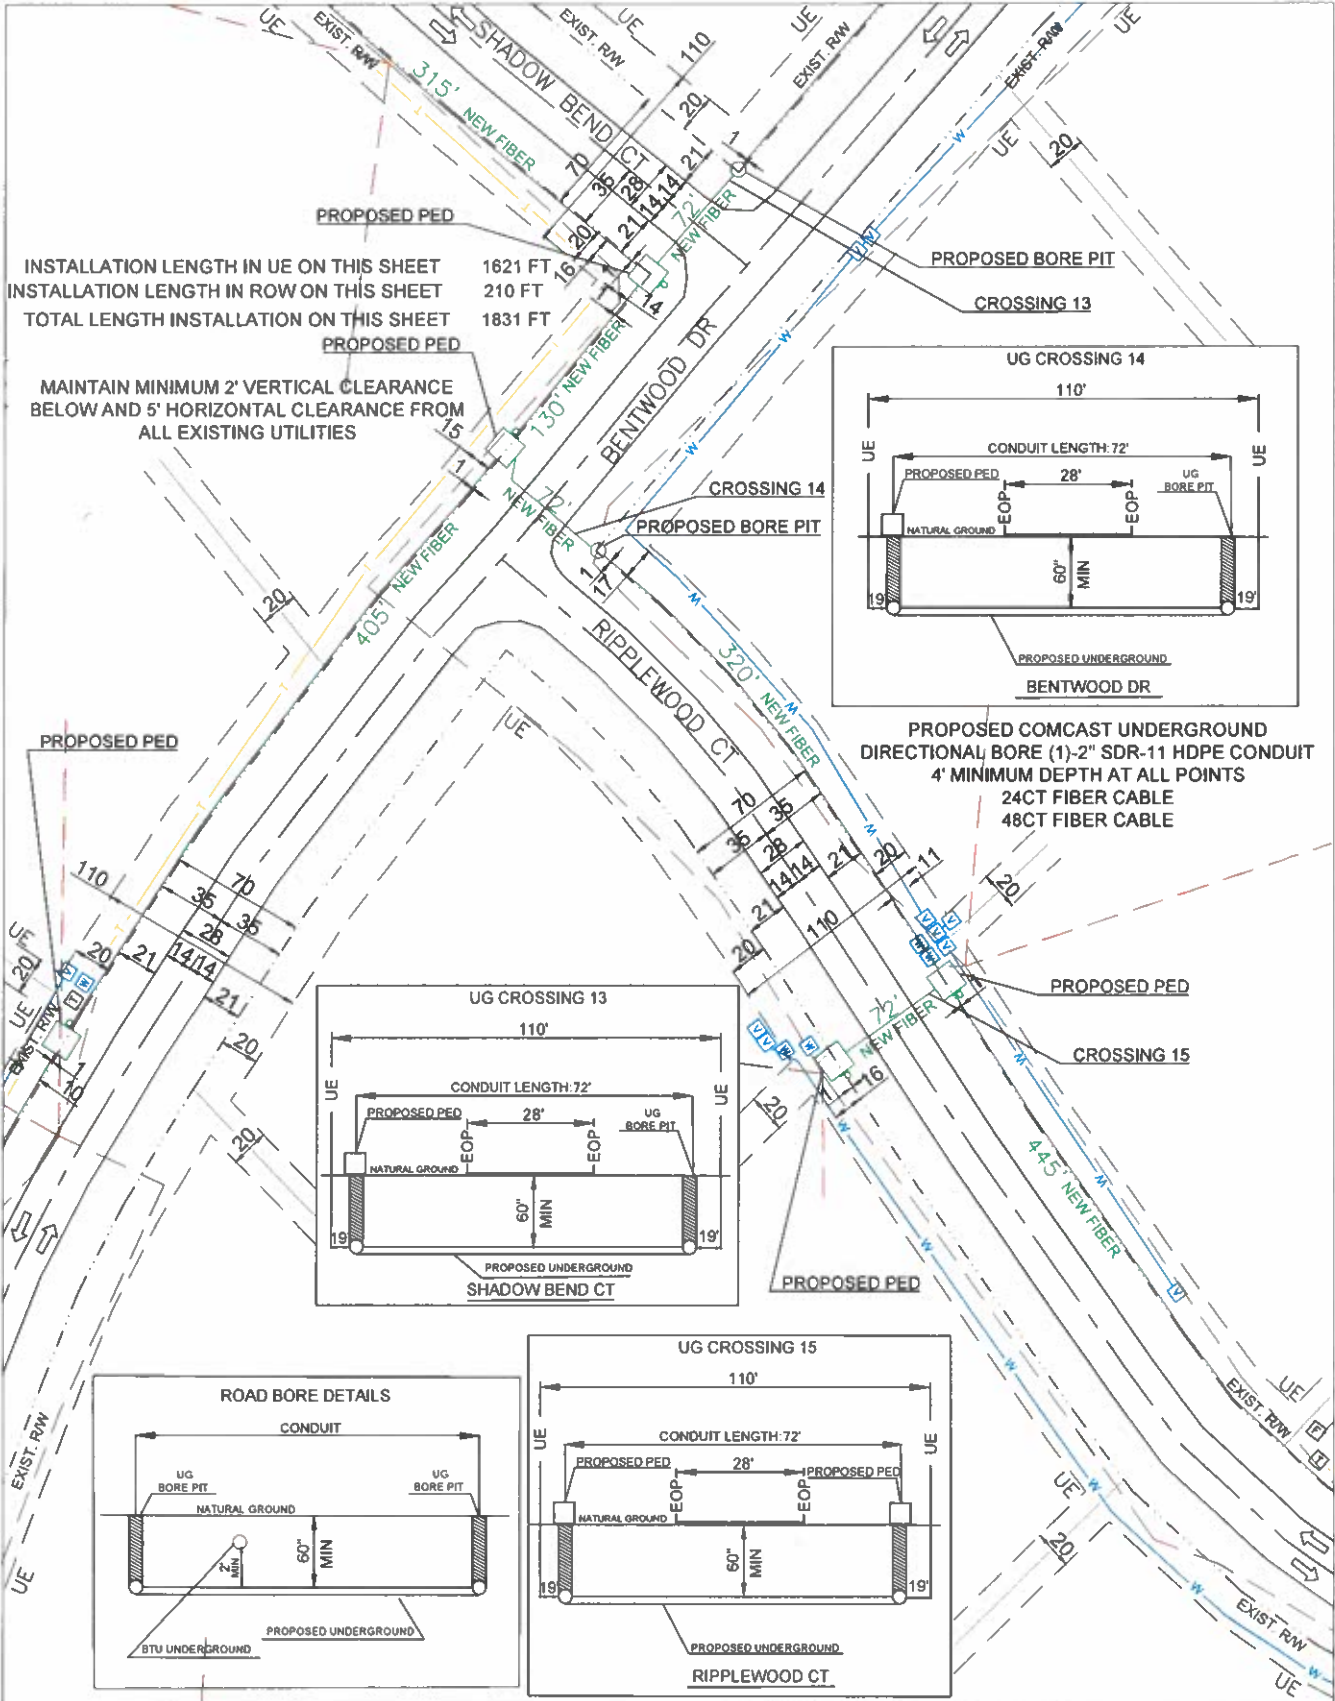 UE
EXIST. R/W
SHADOW BEND CT
EXIST. R/W
UE
110
20
EXIST. R/W
EXIST. R/W
UE
315' NEW FIBER
W
UE
20
70
35
28
14
14
21
1
72'
NEW FIBER
PROPOSED PED
20
21
16
1
14
P
INSTALLATION LENGTH IN UE ON THIS SHEET 1621 FT
INSTALLATION LENGTH IN ROW ON THIS SHEET 210 FT
TOTAL LENGTH INSTALLATION ON THIS SHEET 1831 FT
PROPOSED BORE PIT
CROSSING 13
PROPOSED PED
MAINTAIN MINIMUM 2' VERTICAL CLEARANCE
BELOW AND 5' HORIZONTAL CLEARANCE FROM
ALL EXISTING UTILITIES
130' NEW FIBER
BENTWOOD DR
W
W
15
1
P
72'
NEW FIBER
CROSSING 14
PROPOSED BORE PIT
1
17
UG CROSSING 14
110'
UE
UE
CONDUIT LENGTH:72'
PROPOSED PED
28'
UG
BORE PIT
EOP
EOP
NATURAL GROUND
60"
MIN
19'
19'
PROPOSED UNDERGROUND
BENTWOOD DR
405' NEW FIBER
20
RIPPLEWOOD CT
320' NEW FIBER
W
W
W
UE
PROPOSED COMCAST UNDERGROUND
DIRECTIONAL BORE (1)-2" SDR-11 HDPE CONDUIT
4' MINIMUM DEPTH AT ALL POINTS
24CT FIBER CABLE
48CT FIBER CABLE
PROPOSED PED
70
35
35
28
14
14
21
20
11
20
21
110
20
110
70
35
35
28
14
14
20
21
21
20
UE
20
UE
EXIST. R/W
V
W
T
P
1
10
20
V
V
V
V
W
W
P
PROPOSED PED
CROSSING 15
72'
NEW FIBER
V
V
W
W
P
16
20
W
PROPOSED PED
445' NEW FIBER
W
W
V
UG CROSSING 13
110'
UE
UE
CONDUIT LENGTH:72'
PROPOSED PED
28'
UG
BORE PIT
EOP
EOP
NATURAL GROUND
60"
MIN
19'
19'
PROPOSED UNDERGROUND
SHADOW BEND CT
UG CROSSING 15
110'
UE
UE
CONDUIT LENGTH:72'
PROPOSED PED
28'
PROPOSED PED
EOP
EOP
NATURAL GROUND
60"
MIN
19'
19'
PROPOSED UNDERGROUND
RIPPLEWOOD CT
ROAD BORE DETAILS
CONDUIT
UG
BORE PIT
UG
BORE PIT
NATURAL GROUND
2'
MIN
60"
MIN
PROPOSED UNDERGROUND
BTU UNDERGROUND
EXIST. R/W
UE
W
W
W
UE
20
UE
EXIST. R/W
F
T
W
EXIST. R/W
W
UE